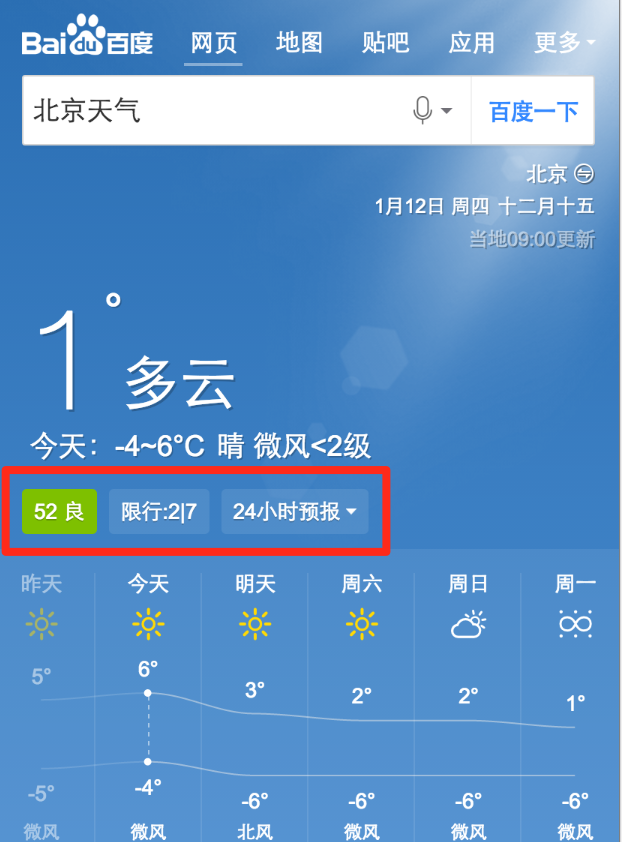 Bai du 百度 网页 地图 贴吧 应用 更多
北京天气 百度一下
北京
1月12日 周四 十二月十五
当地09:00更新
1°
多云
今天：-4~6°C 晴 微风<2级
52 良 限行:2|7 24小时预报
昨天 今天 明天 周六 周日 周一
5° 6° 3° 2° 2° 1°
-5° -4° -6° -6° -6° -6°
微风 微风 北风 微风 微风 微风